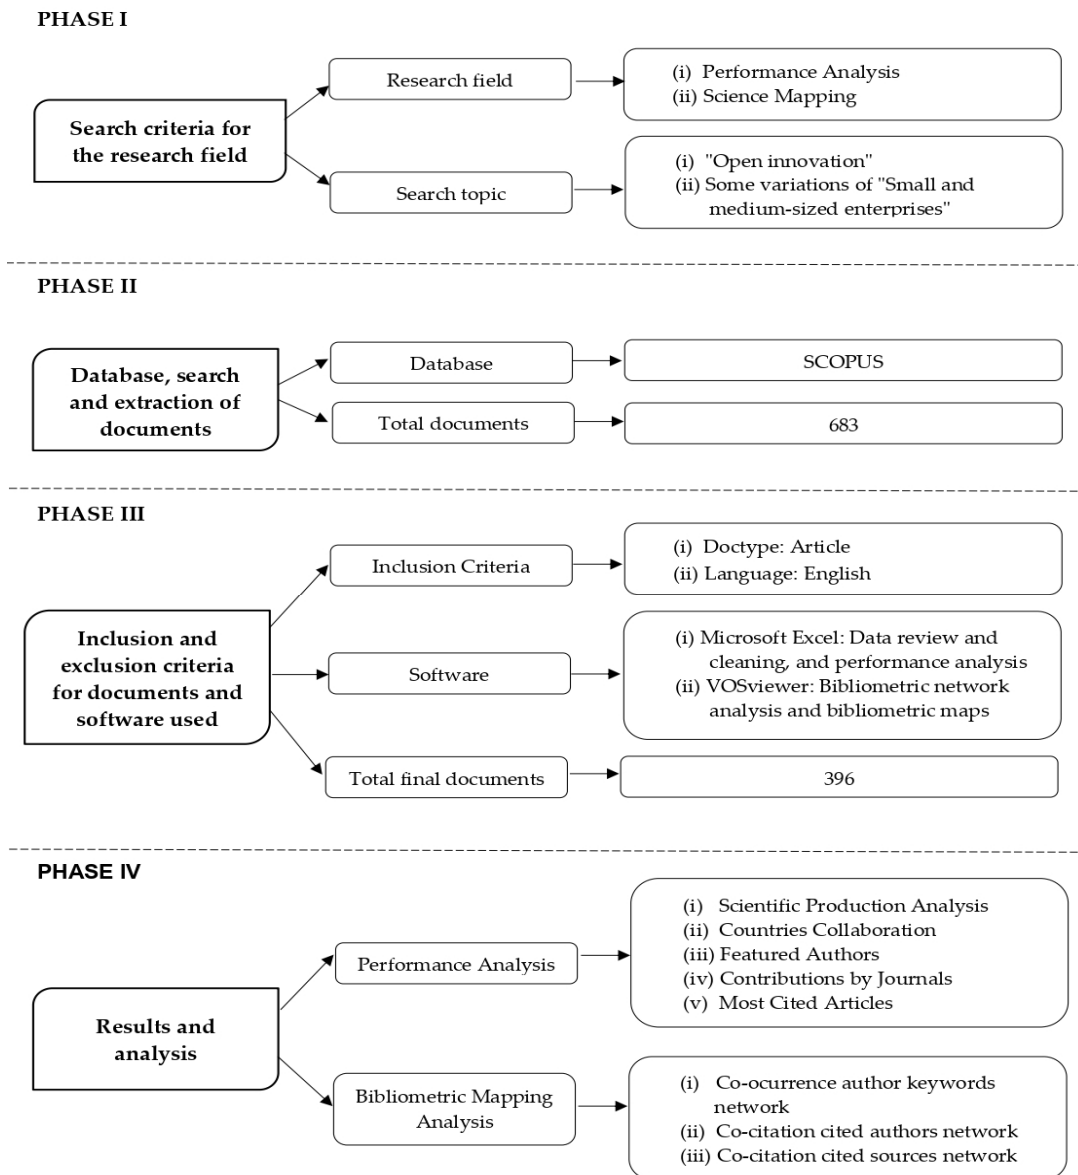 PHASE I
Search criteria for
the research field
Research field
(i) Performance Analysis
(ii) Science Mapping
Search topic
(i) "Open innovation"
(ii) Some variations of "Small and
medium-sized enterprises"
PHASE II
Database, search
and extraction of
documents
Database
SCOPUS
Total documents
683
PHASE III
Inclusion and
exclusion criteria
for documents and
software used
Inclusion Criteria
(i) Doctype: Article
(ii) Language: English
Software
(i) Microsoft Excel: Data review and
cleaning, and performance analysis
(ii) VOSviewer: Bibliometric network
analysis and bibliometric maps
Total final documents
396
PHASE IV
Results and
analysis
Performance Analysis
(i) Scientific Production Analysis
(ii) Countries Collaboration
(iii) Featured Authors
(iv) Contributions by Journals
(v) Most Cited Articles
Bibliometric Mapping
Analysis
(i) Co-ocurrence author keywords
network
(ii) Co-citation cited authors network
(iii) Co-citation cited sources network